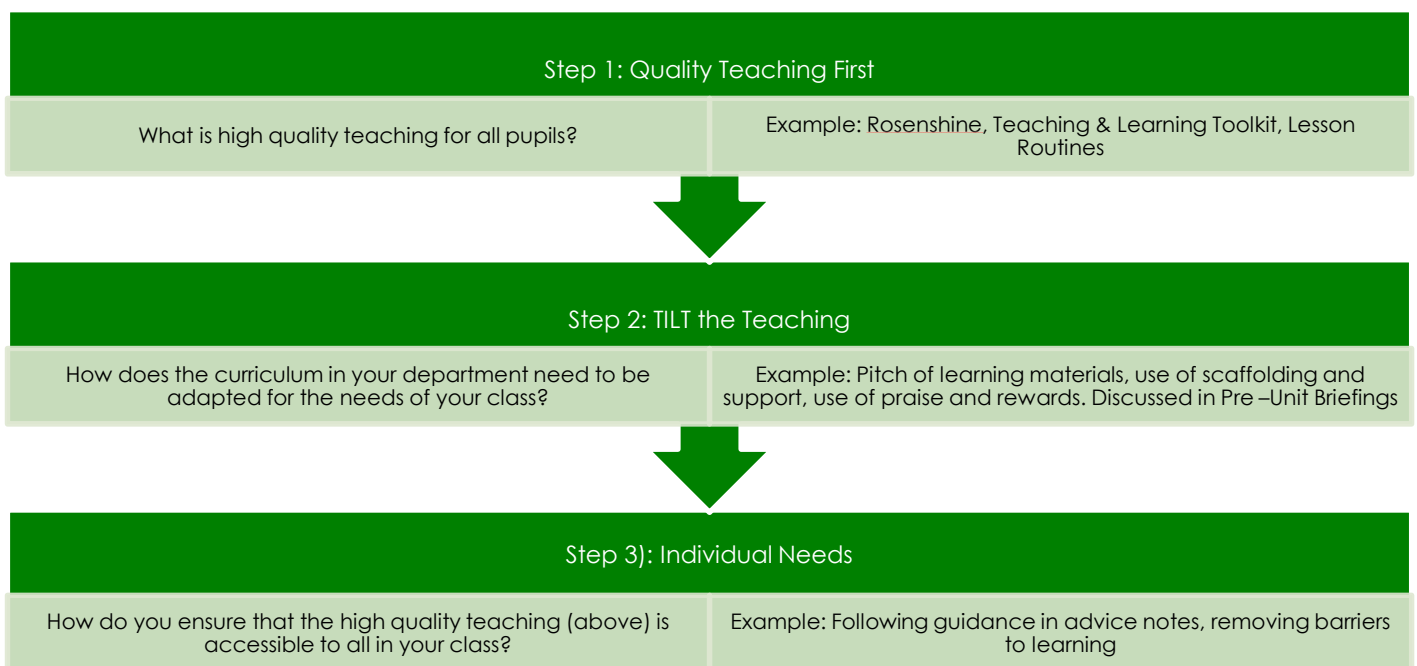 Step 1: Quality Teaching First
What is high quality teaching for all pupils?
Example: Rosenshine, Teaching & Learning Toolkit, Lesson
Routines
Step 2: TILT the Teaching
How does the curriculum in your department need to be
adapted for the needs of your class?
Example: Pitch of learning materials, use of scaffolding and
support, use of praise and rewards. Discussed in Pre –Unit Briefings
Step 3): Individual Needs
How do you ensure that the high quality teaching (above) is
accessible to all in your class?
Example: Following guidance in advice notes, removing barriers
to learning